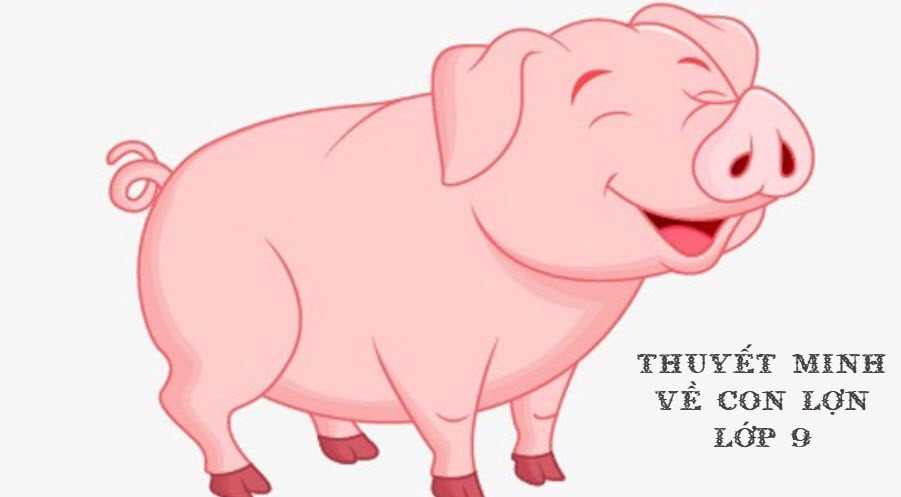 THUYẾT MINH
VỀ CON LỢN
LỚP 9